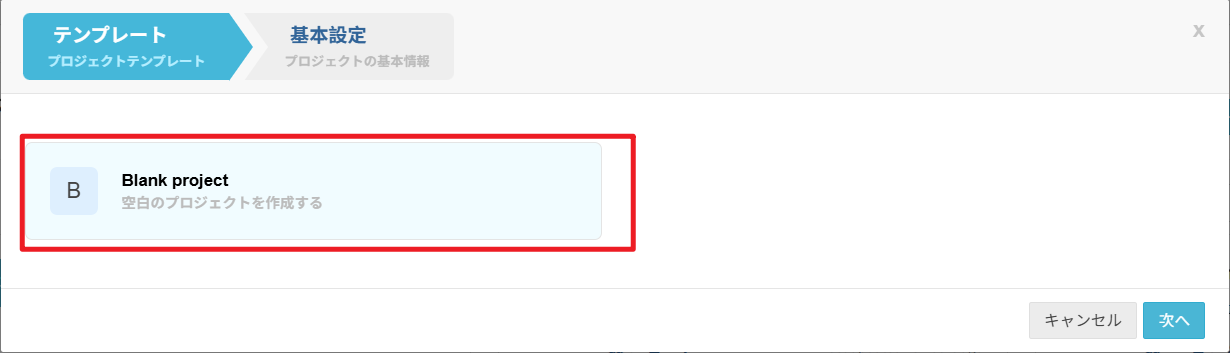 テンプレート
プロジェクトテンプレート
基本設定
プロジェクトの基本情報
x
B
Blank project
空白のプロジェクトを作成する
キャンセル
次へ